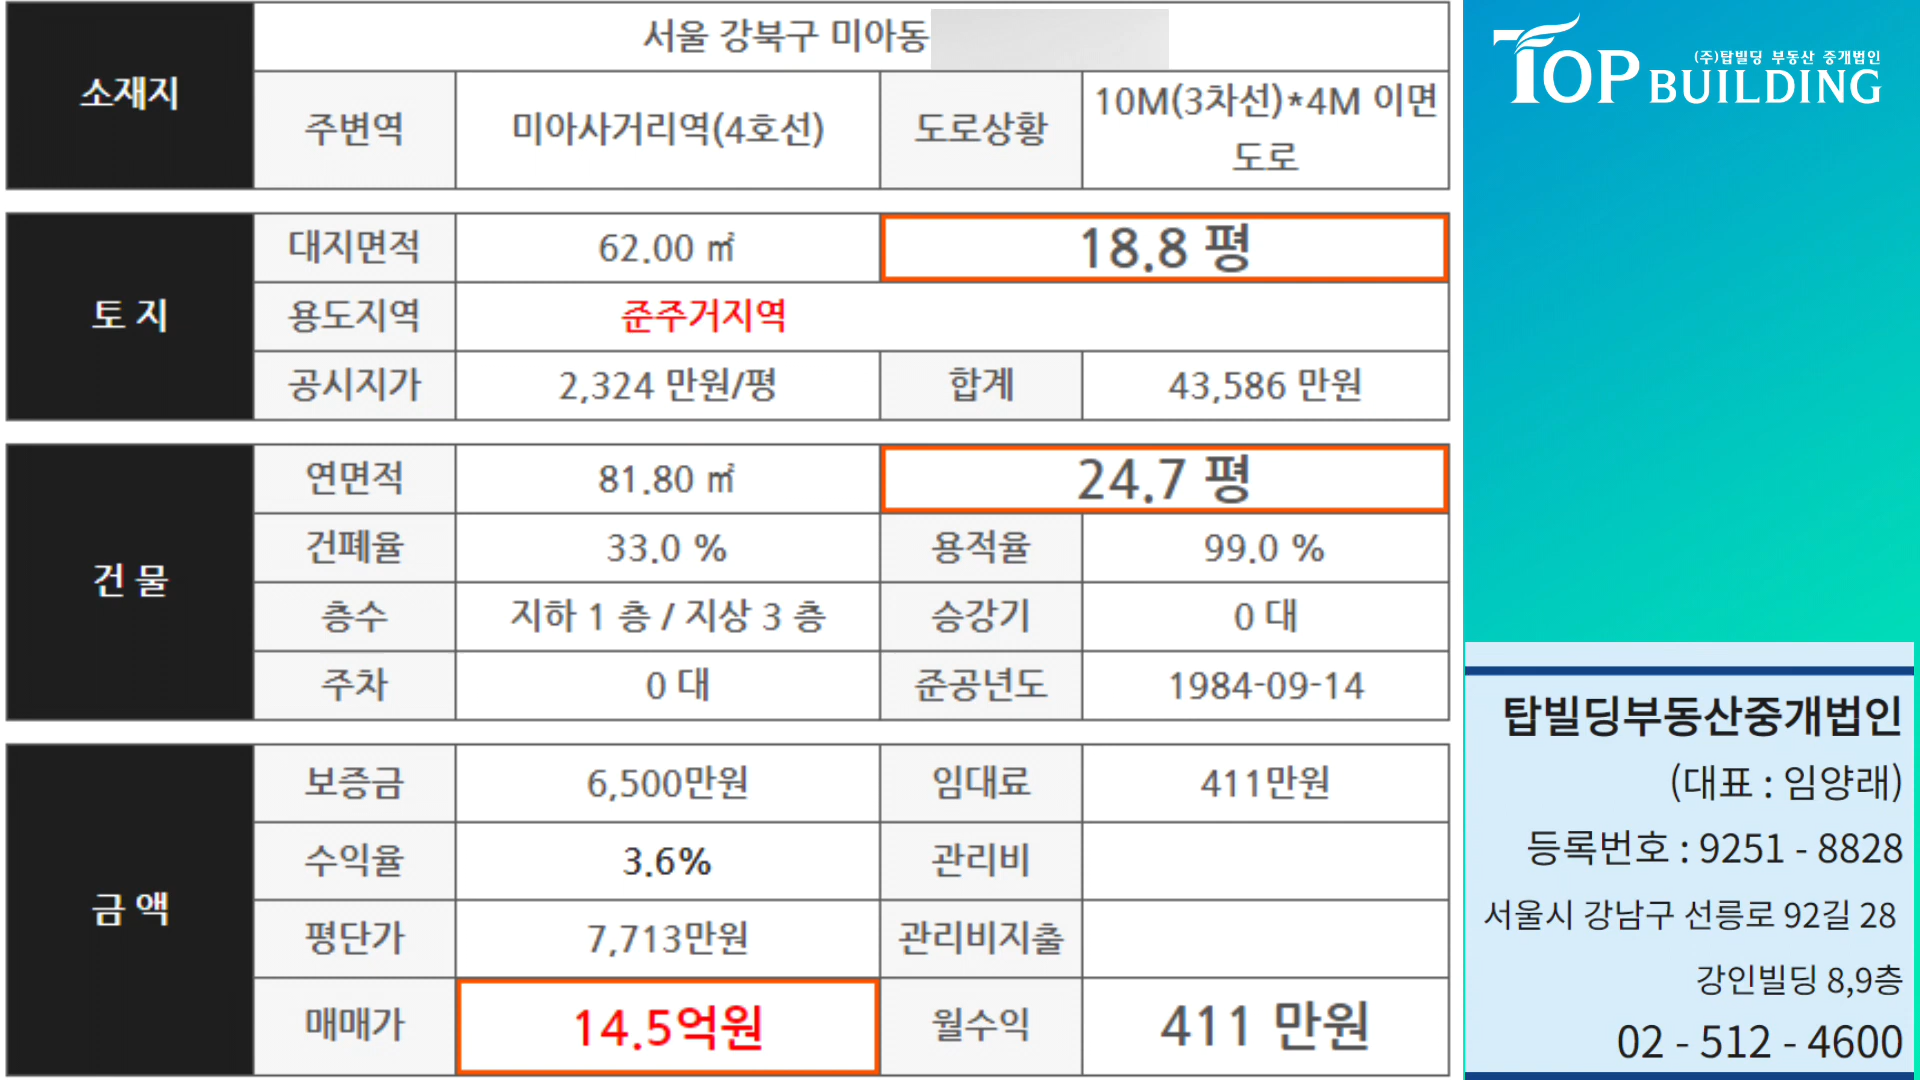 소재지
서울 강북구 미아동
주변역
미아사거리역(4호선)
도로상황
10M(3차선)*4M 이면
도로
토 지
대지면적
62.00 ㎡
18.8 평
용도지역
준주거지역
공시지가
2,324 만원/평
합계
43,586 만원
건 물
연면적
81.80 ㎡
24.7 평
건폐율
33.0 %
용적율
99.0 %
층수
지하 1 층 / 지상 3 층
승강기
0 대
주차
0 대
준공년도
1984-09-14
금 액
보증금
6,500만원
임대료
411만원
수익율
3.6%
관리비
평단가
7,713만원
관리비지출
매매가
14.5억원
월수익
411 만원
(주)탑빌딩 부동산 중개법인
TOP BUILDING
탑빌딩부동산중개법인
(대표 : 임양래)
등록번호 : 9251 - 8828
서울시 강남구 선릉로 92길 28
강인빌딩 8,9층
02 - 512 - 4600